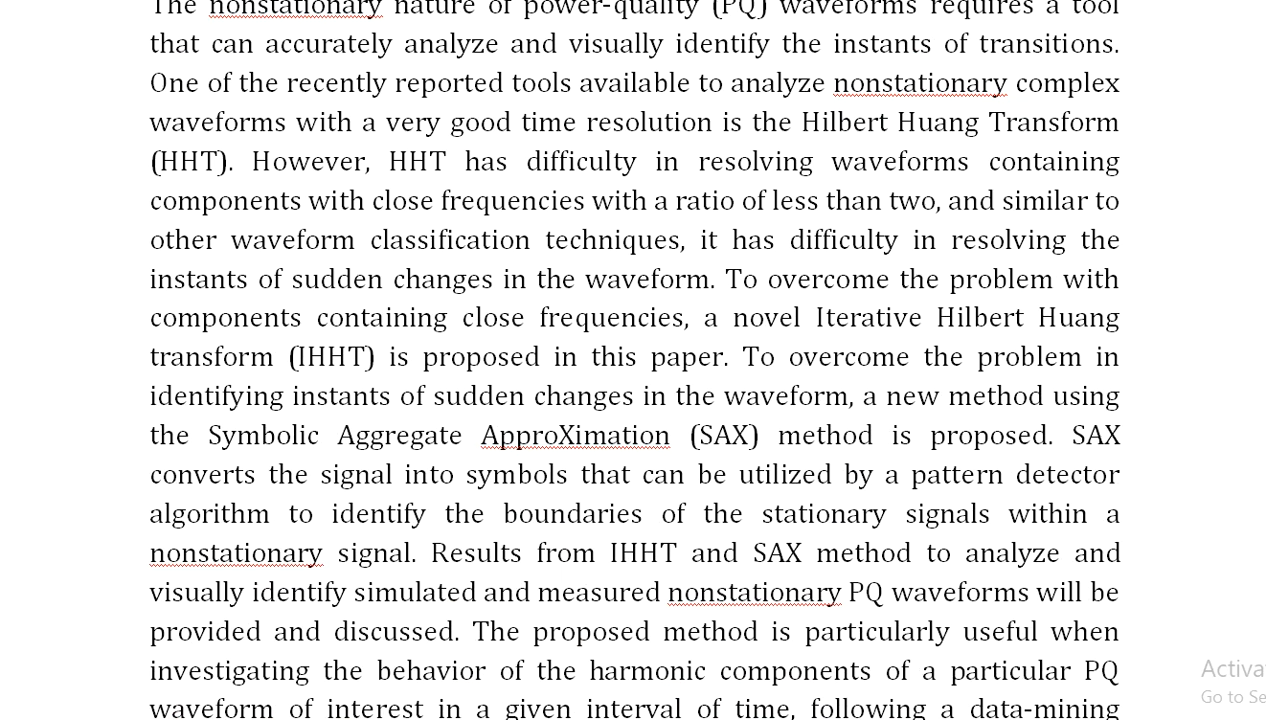 The nonstationary nature of power-quality (PQ) waveforms requires a tool
that can accurately analyze and visually identify the instants of transitions.
One of the recently reported tools available to analyze nonstationary complex
waveforms with a very good time resolution is the Hilbert Huang Transform
(HHT). However, HHT has difficulty in resolving waveforms containing
components with close frequencies with a ratio of less than two, and similar to
other waveform classification techniques, it has difficulty in resolving the
instants of sudden changes in the waveform. To overcome the problem with
components containing close frequencies, a novel Iterative Hilbert Huang
transform (IHHT) is proposed in this paper. To overcome the problem in
identifying instants of sudden changes in the waveform, a new method using
the Symbolic Aggregate ApproXimation (SAX) method is proposed. SAX
converts the signal into symbols that can be utilized by a pattern detector
algorithm to identify the boundaries of the stationary signals within a
nonstationary signal. Results from IHHT and SAX method to analyze and
visually identify simulated and measured nonstationary PQ waveforms will be
provided and discussed. The proposed method is particularly useful when
investigating the behavior of the harmonic components of a particular PQ
waveform of interest in a given interval of time, following a data-mining
Activa
Go to Se